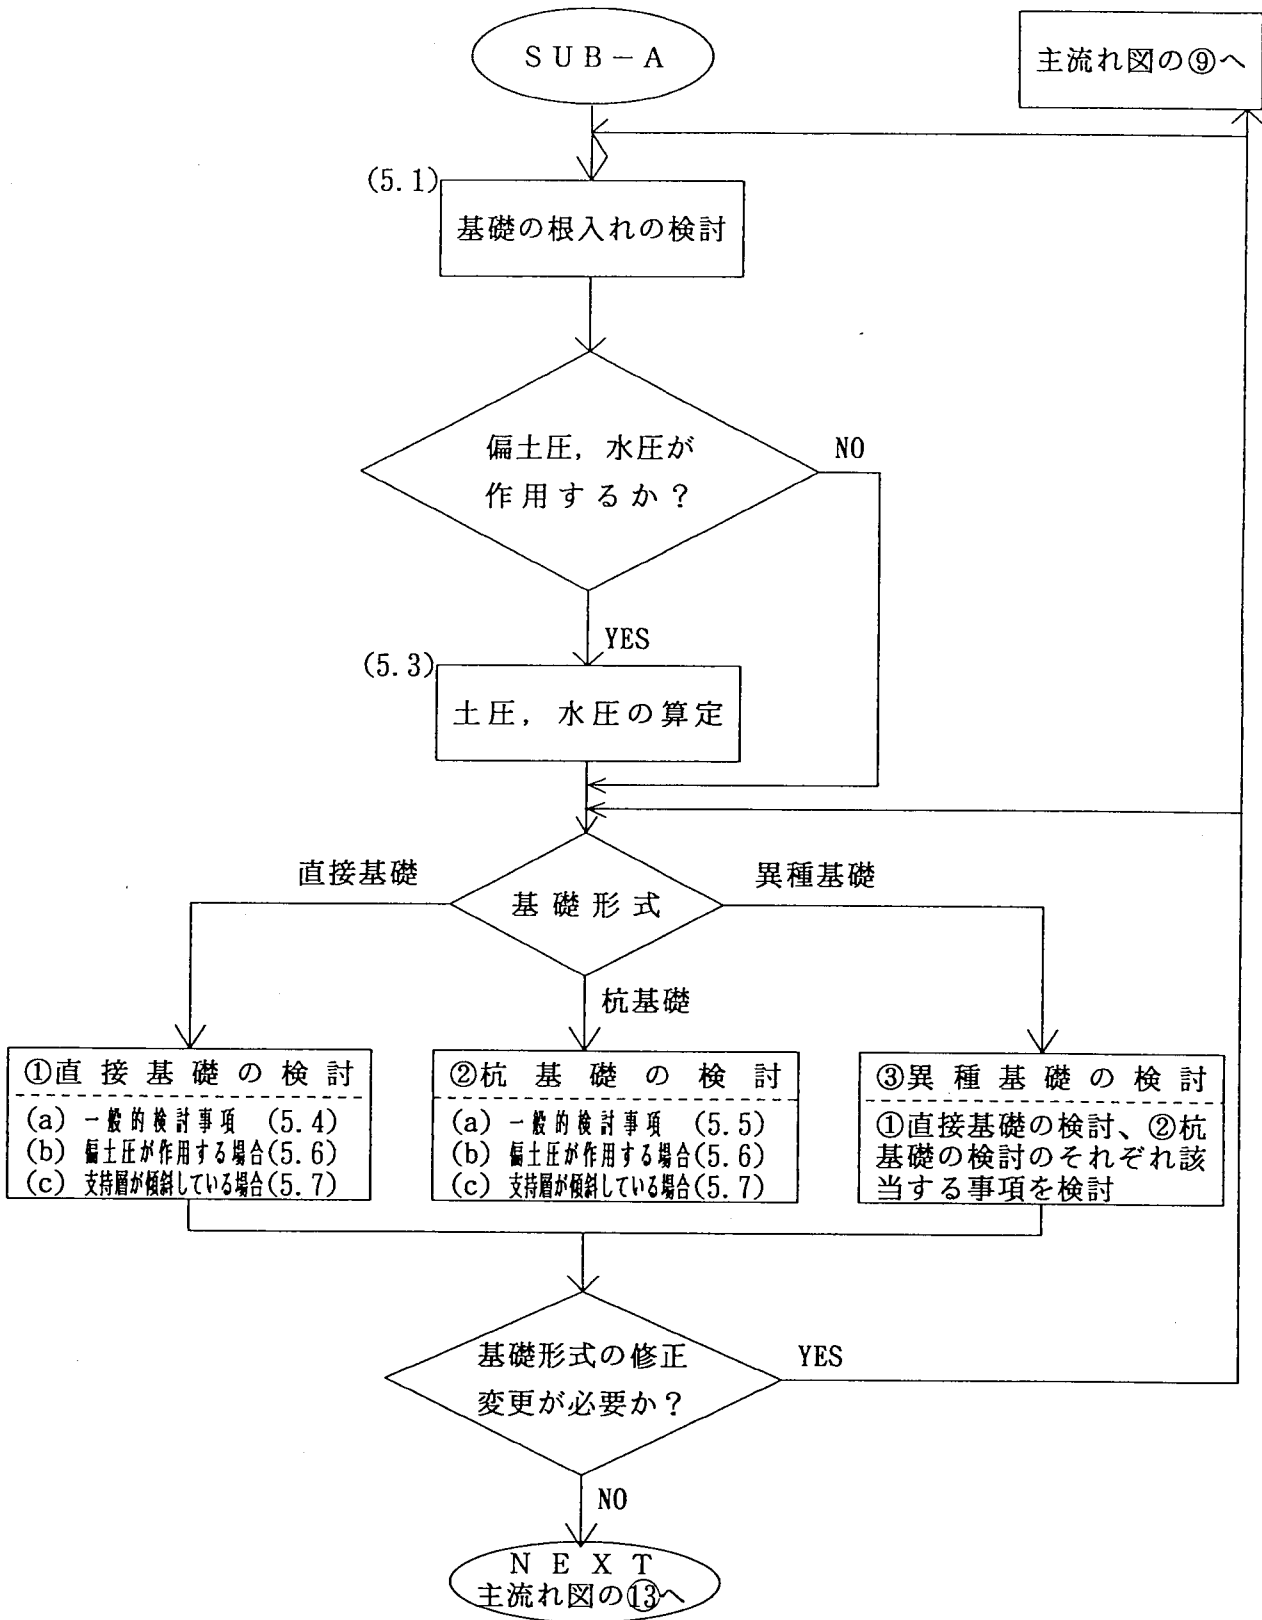 SUB－A
主流れ図の⑨へ
(5.1)
基礎の根入れの検討
偏土圧，水圧が
作用するか？
NO
YES
(5.3)
土圧，水圧の算定
直接基礎
基礎形式
異種基礎
杭基礎
①直接基礎の検討
(a) 一般的検討事項 (5.4)
(b) 偏土圧が作用する場合(5.6)
(c) 支持層が傾斜している場合(5.7)
②杭基礎の検討
(a) 一般的検討事項 (5.5)
(b) 偏土圧が作用する場合(5.6)
(c) 支持層が傾斜している場合(5.7)
③異種基礎の検討
①直接基礎の検討、②杭
基礎の検討のそれぞれ該
当する事項を検討
基礎形式の修正
変更が必要か？
YES
NO
NEXT
主流れ図の⑬へ